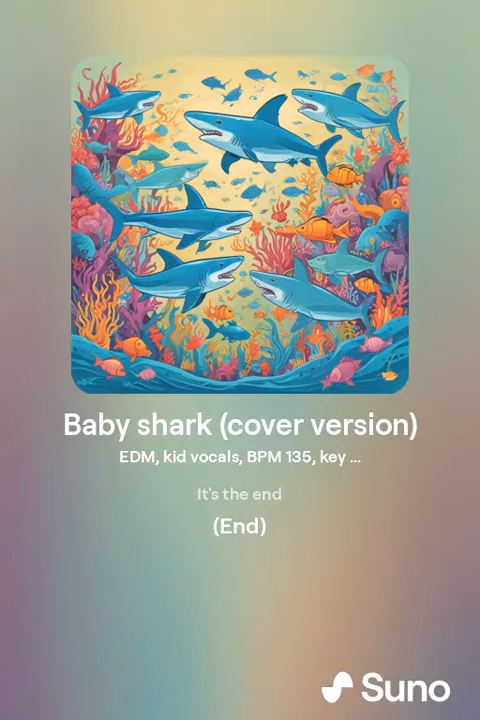 Baby shark (cover version)
EDM, kid vocals, BPM 135, key ...
It's the end
(End)
Suno